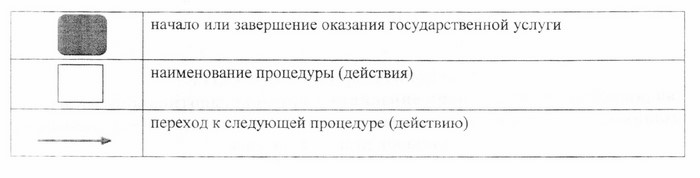 начало или завершение оказания государственной услуги
наименование процедуры (действия)
переход к следующей процедуре (действию)